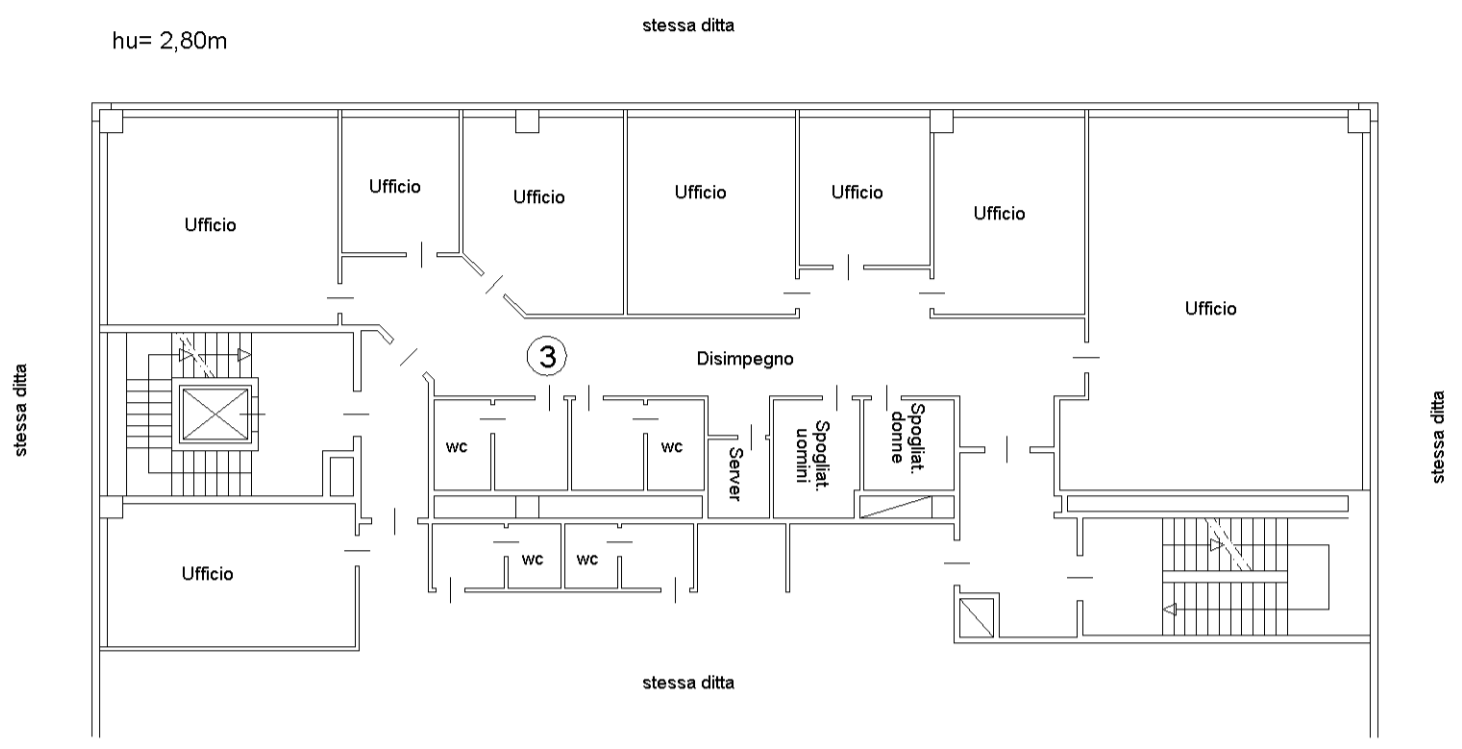 stessa ditta
hu= 2,80m
Ufficio
Ufficio
Ufficio
Ufficio
Ufficio
Ufficio
Ufficio
3
Disimpegno
stessa ditta
stessa ditta
wc
wc
Server
Spogliat.
uomini
Spogliat.
donne
wc
wc
Ufficio
stessa ditta